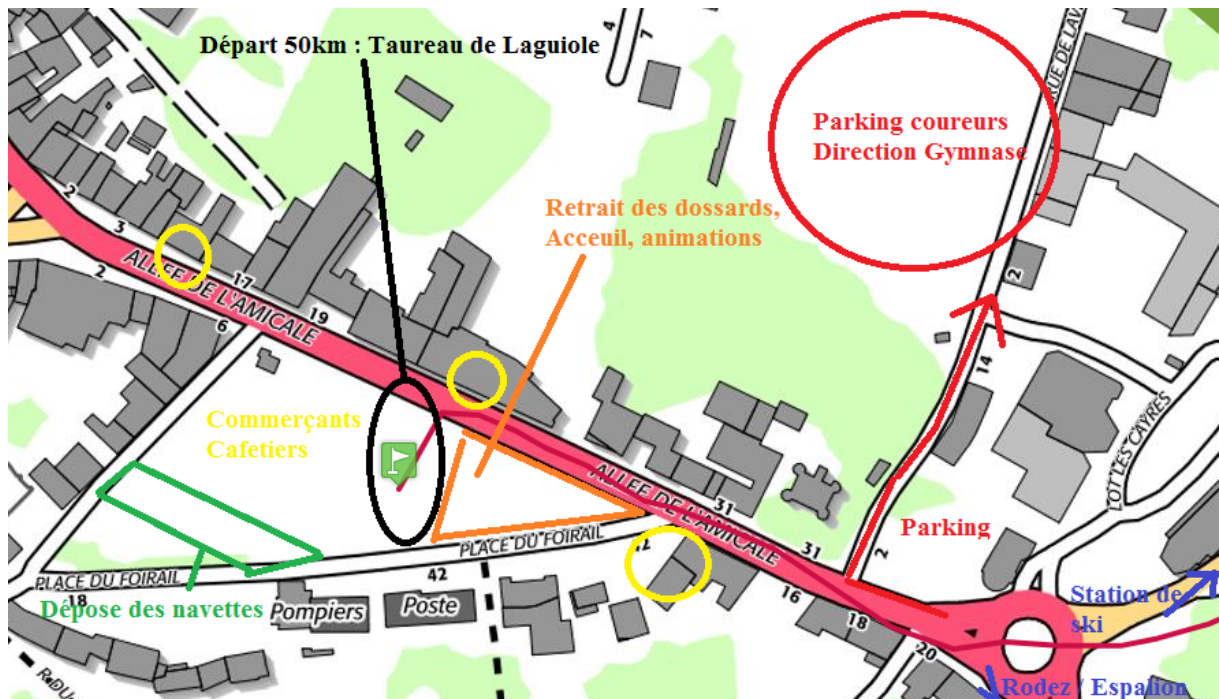 Départ 50km : Taureau de Laguiole
4
7
Parking coureurs
Direction Gymnase
Retrait des dossards,
Acceuil, animations
2
3
17
19
2
6
ALLEE DE L'AMICALE
2
14
Commerçants
Cafetiers
LOT LES CAYRES
ALLEE DE L'AMICALE
31
31
2
Parking
PLACE DU FOIRAIL
PLACE DU FOIRAIL
18
42
16
18
20
Dépose des navettes
Pompiers
Poste
Station de
ski
Rodez / Espalion